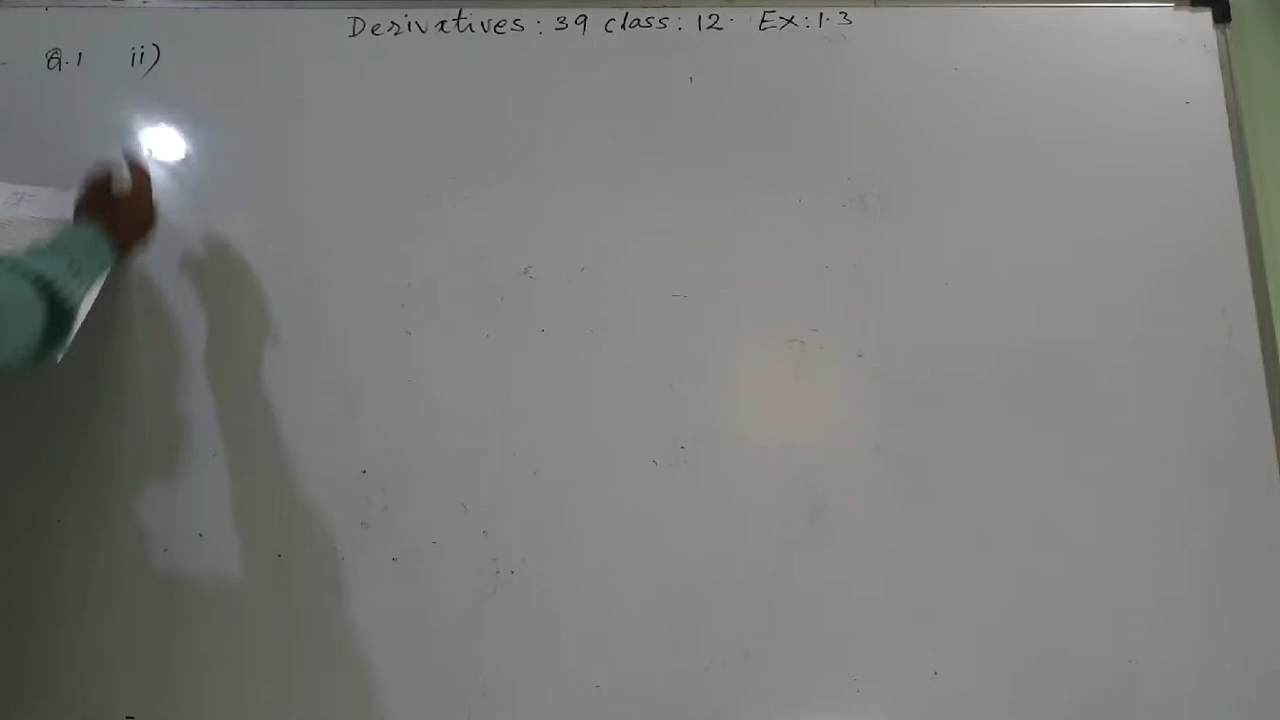 Derivatives : 39 class : 12. Ex : 1.3
Q.1 ii)